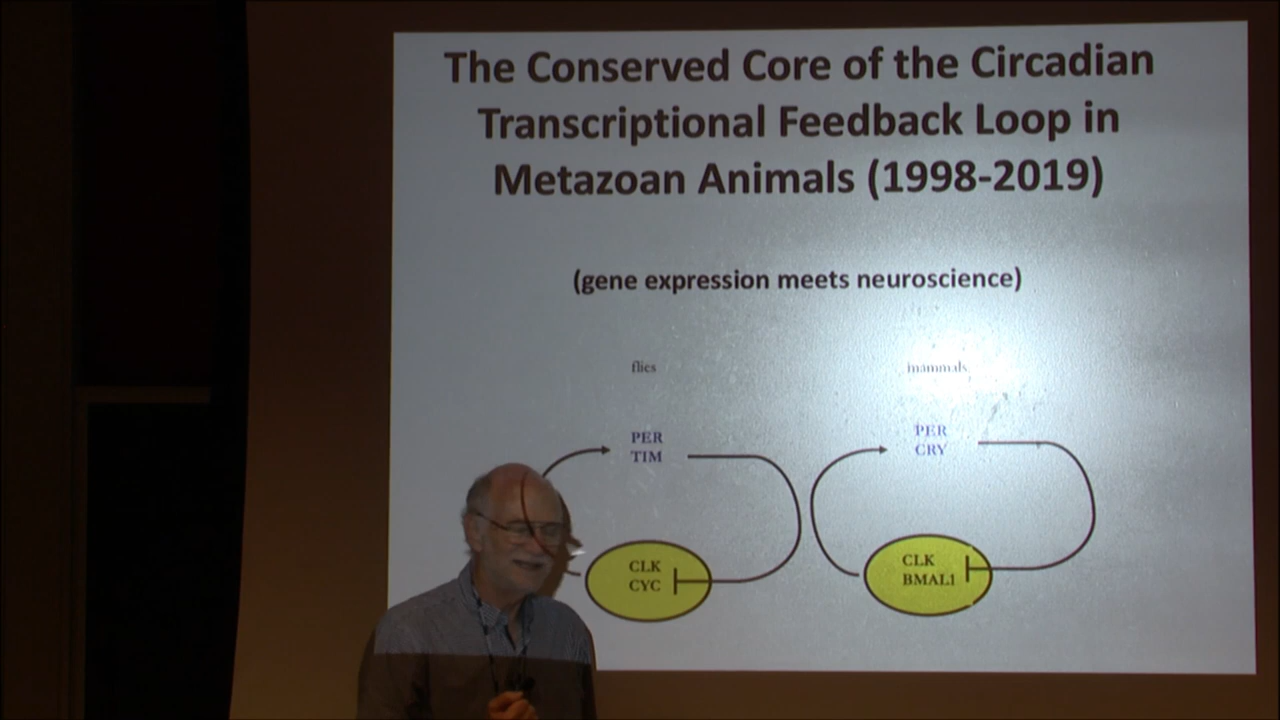 The Conserved Core of the Circadian
Transcriptional Feedback Loop in
Metazoan Animals (1998-2019)
(gene expression meets neuroscience)
flies
mammals
PER
TIM
PER
CRY
CLK
CYC
CLK
BMAL1